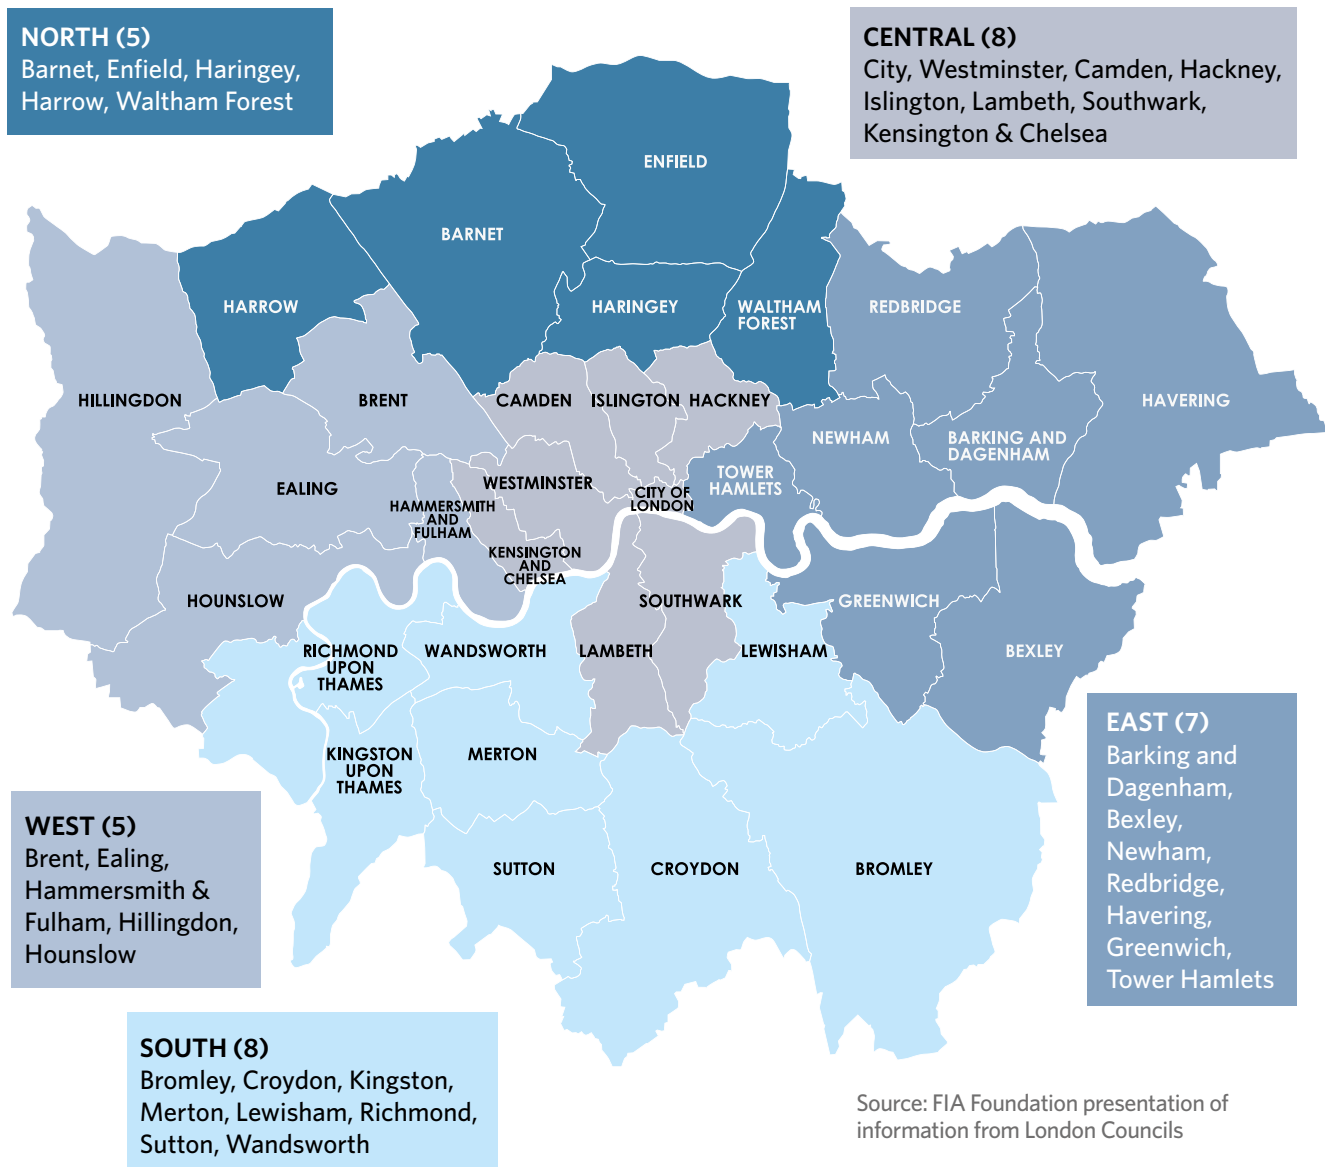 NORTH (5)
Barnet, Enfield, Haringey,
Harrow, Waltham Forest
CENTRAL (8)
City, Westminster, Camden, Hackney,
Islington, Lambeth, Southwark,
Kensington & Chelsea
ENFIELD
BARNET
HARROW
HARINGEY
WALTHAM
FOREST
REDBRIDGE
HILLINGDON
BRENT
CAMDEN
ISLINGTON
HACKNEY
HAVERING
NEWHAM
BARKING AND
DAGENHAM
EALING
HAMMERSMITH
AND
FULHAM
WESTMINSTER
CITY OF
LONDON
TOWER
HAMLETS
KENSINGTON
AND
CHELSEA
HOUNSLOW
SOUTHWARK
GREENWICH
RICHMOND
UPON
THAMES
WANDSWORTH
LAMBETH
LEWISHAM
BEXLEY
KINGSTON
UPON
THAMES
MERTON
SUTTON
CROYDON
BROMLEY
EAST (7)
Barking and
Dagenham,
Bexley,
Newham,
Redbridge,
Havering,
Greenwich,
Tower Hamlets
WEST (5)
Brent, Ealing,
Hammersmith &
Fulham, Hillingdon,
Hounslow
SOUTH (8)
Bromley, Croydon, Kingston,
Merton, Lewisham, Richmond,
Sutton, Wandsworth
Source: FIA Foundation presentation of
information from London Councils